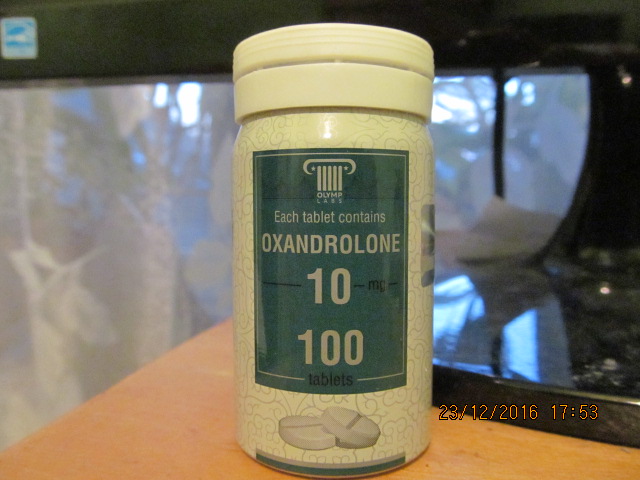 OLYMP
LABS
Each tablet contains
OXANDROLONE
10 mg
100
tablets
23/12/2016 17:53